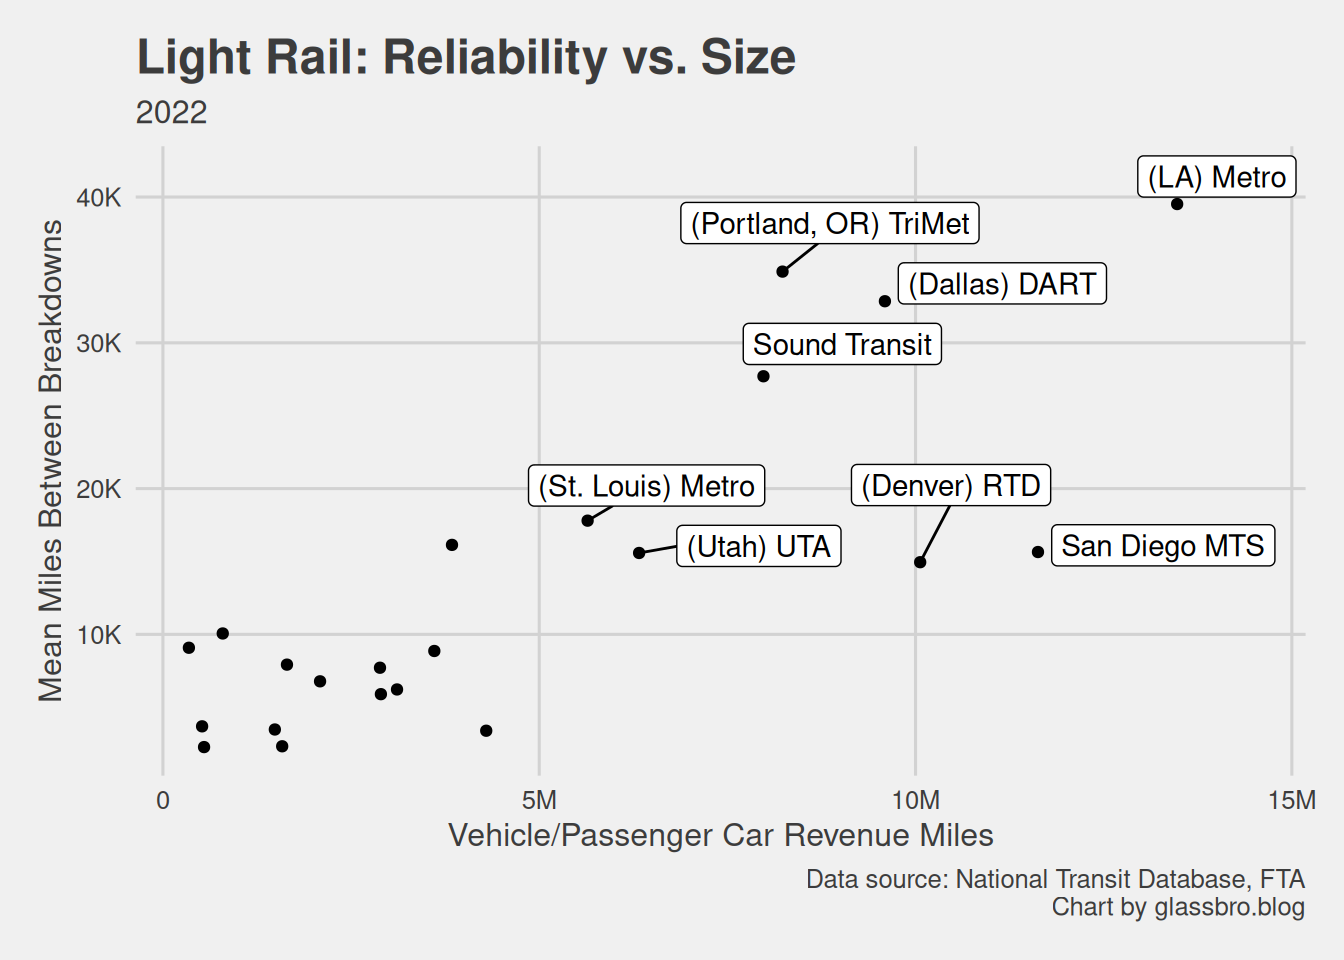 Light Rail: Reliability vs. Size
2022
(LA) Metro
40K
(Portland, OR) TriMet
(Dallas) DART
30K
Sound Transit
20K
(St. Louis) Metro
(Denver) RTD
(Utah) UTA
San Diego MTS
10K
Mean Miles Between Breakdowns
0 5M 10M 15M
Vehicle/Passenger Car Revenue Miles
Data source: National Transit Database, FTA
Chart by glassbro.blog